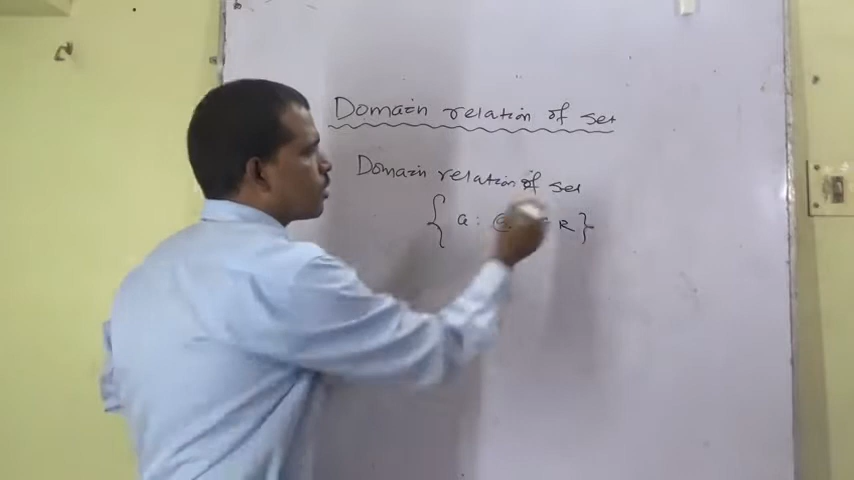 Domain relation of set
Domain relation of set
{ a: R }